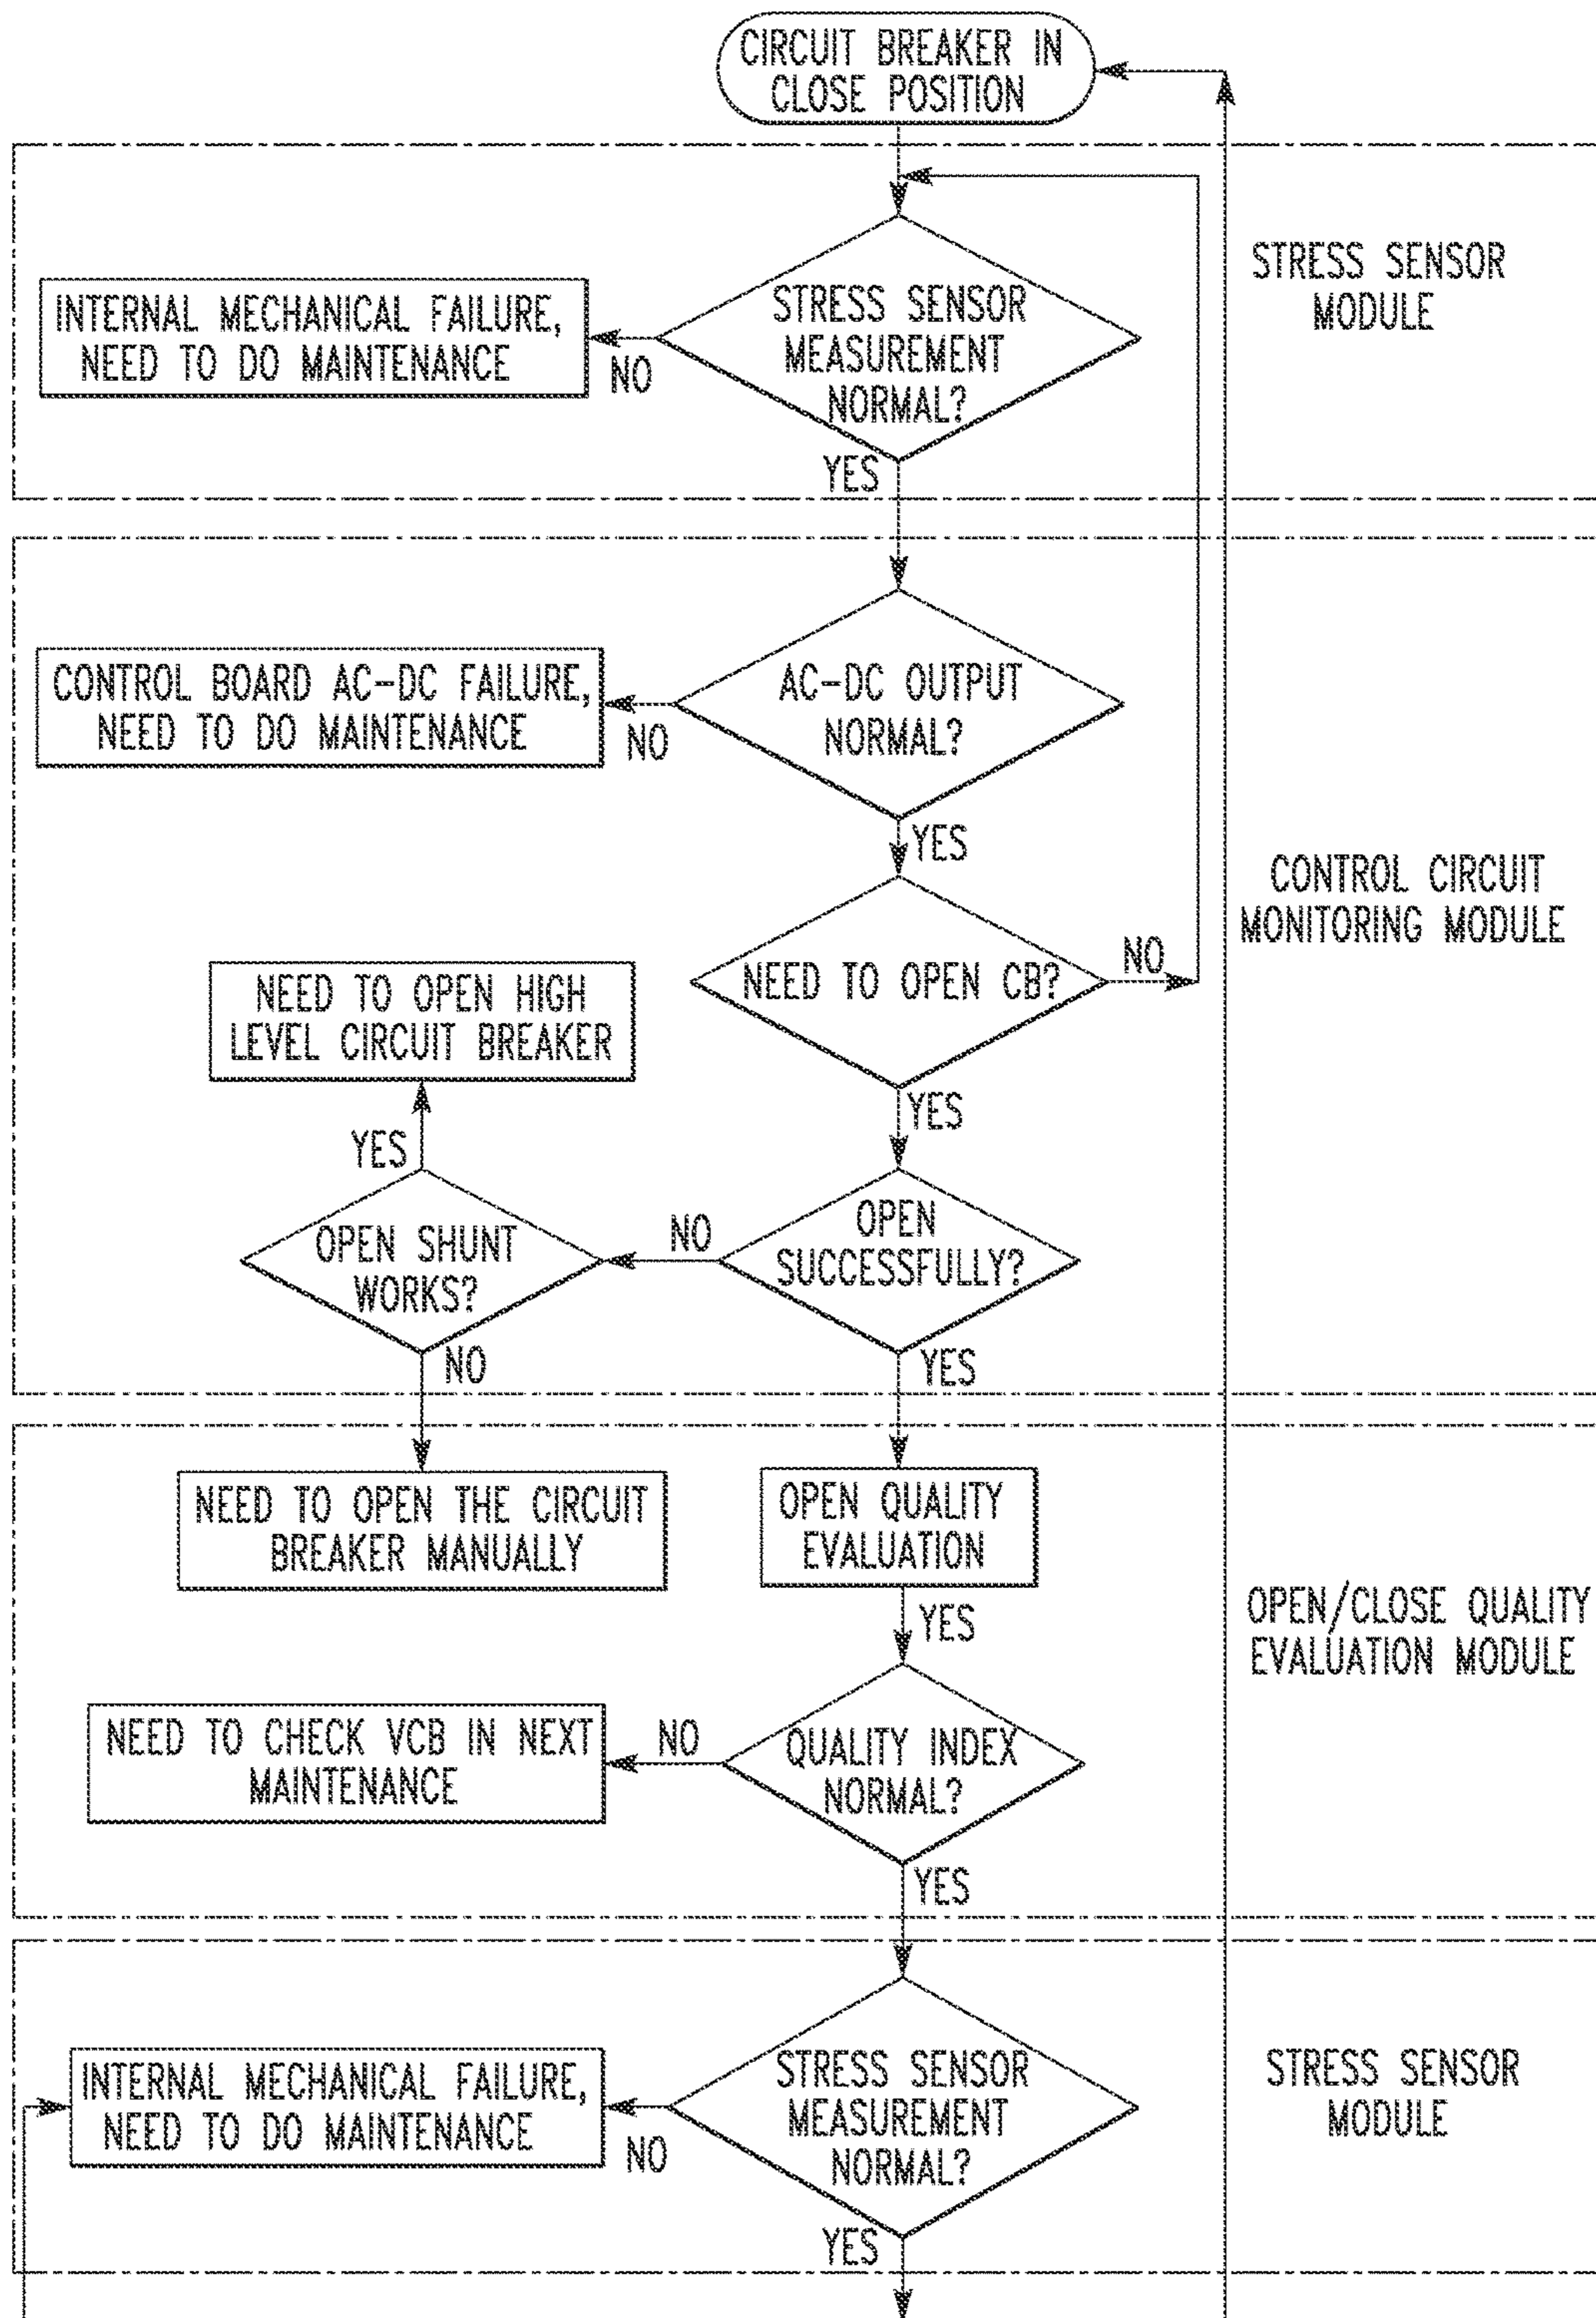 CIRCUIT BREAKER IN
CLOSE POSITION
STRESS SENSOR
MODULE
INTERNAL MECHANICAL FAILURE,
NEED TO DO MAINTENANCE
NO
STRESS SENSOR
MEASUREMENT
NORMAL?
YES
CONTROL BOARD AC-DC FAILURE,
NEED TO DO MAINTENANCE
NO
AC-DC OUTPUT
NORMAL?
YES
CONTROL CIRCUIT
MONITORING MODULE
NEED TO OPEN CB?
NO
NEED TO OPEN HIGH
LEVEL CIRCUIT BREAKER
YES
YES
OPEN SHUNT
WORKS?
NO
OPEN
SUCCESSFULLY?
NO
YES
NEED TO OPEN THE CIRCUIT
BREAKER MANUALLY
OPEN QUALITY
EVALUATION
YES
OPEN/CLOSE QUALITY
EVALUATION MODULE
NEED TO CHECK VCB IN NEXT
MAINTENANCE
NO
QUALITY INDEX
NORMAL?
YES
INTERNAL MECHANICAL FAILURE,
NEED TO DO MAINTENANCE
NO
STRESS SENSOR
MEASUREMENT
NORMAL?
STRESS SENSOR
MODULE
YES